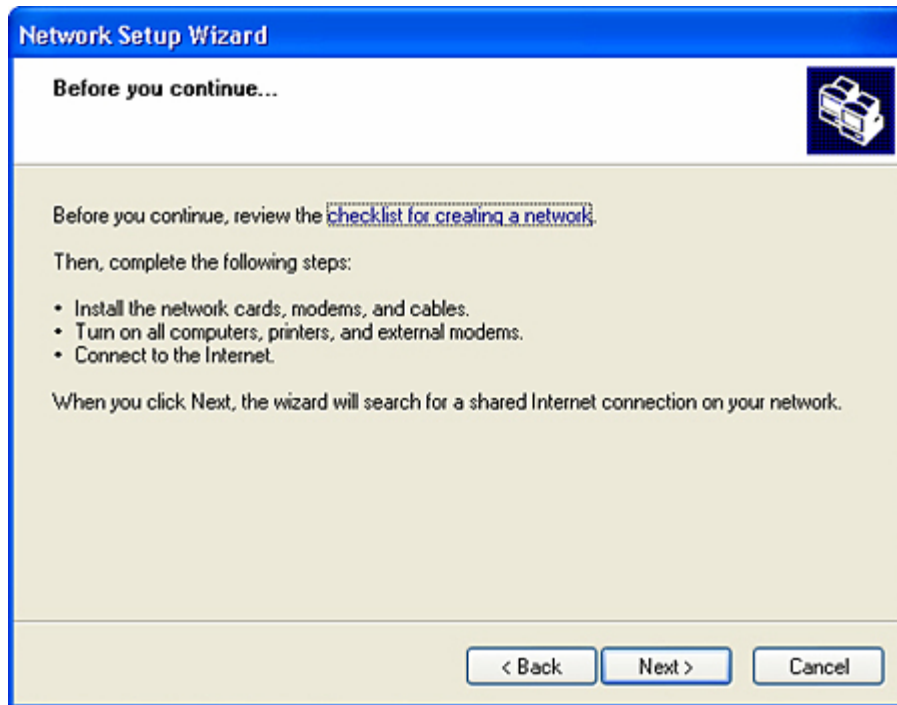 Network Setup Wizard
Before you continue...
Before you continue, review the checklist for creating a network.
Then, complete the following steps:
• Install the network cards, modems, and cables.
• Turn on all computers, printers, and external modems.
• Connect to the Internet.
When you click Next, the wizard will search for a shared Internet connection on your network.
< Back Next > Cancel